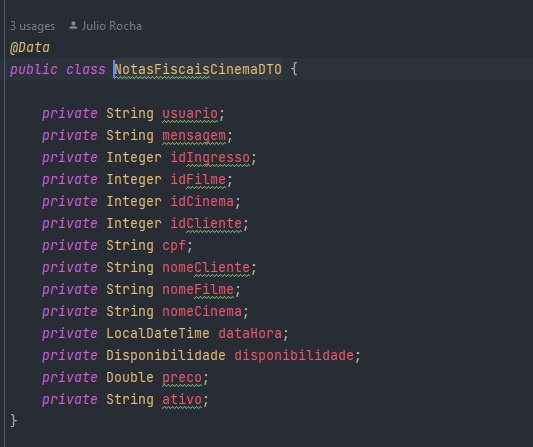 3 usages Julio Rocha
@Data
public class NotasFiscaisCinemaDTO {
private String usuario;
private String mensagem;
private Integer idIngresso;
private Integer idFilme;
private Integer idCinema;
private Integer idCliente;
private String cpf;
private String nomeCliente;
private String nomeFilme;
private String nomeCinema;
private LocalDateTime dataHora;
private Disponibilidade disponibilidade;
private Double preco;
private String ativo;
}